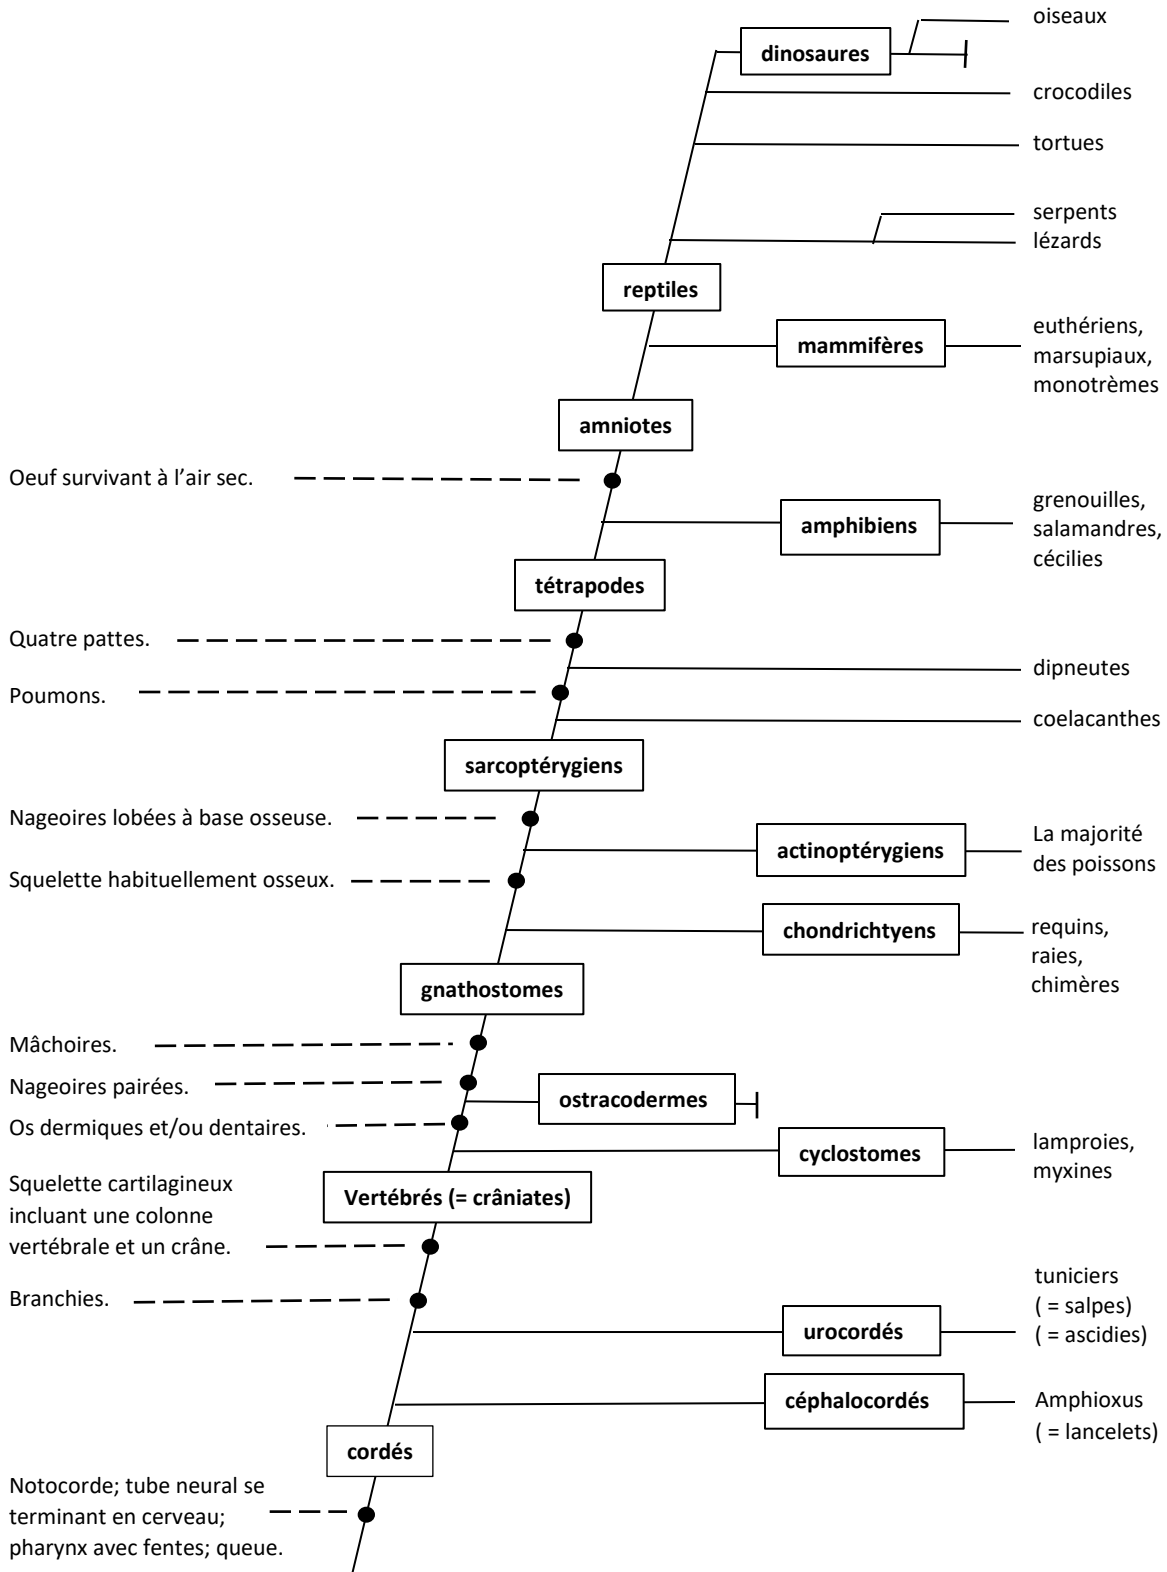 oiseaux
dinosaures
crocodiles
tortues
serpents
lézards
reptiles
mammifères
euthériens,
marsupiaux,
monotrèmes
amniotes
Oeuf survivant à l’air sec.
amphibiens
grenouilles,
salamandres,
cécilies
tétrapodes
Quatre pattes.
dipneutes
Poumons.
coelacanthes
sarcoptérygiens
Nageoires lobées à base osseuse.
actinoptérygiens
La majorité
des poissons
Squelette habituellement osseux.
chondrichtyens
requins,
raies,
chimères
gnathostomes
Mâchoires.
Nageoires pairées.
ostracodermes
Os dermiques et/ou dentaires.
cyclostomes
lamproies,
myxines
Vertébrés (= crâniates)
Squelette cartilagineux
incluant une colonne
vertébrale et un crâne.
Branchies.
urocordés
tuniciers
( = salpes)
( = ascidies)
céphalocordés
Amphioxus
( = lancelets)
cordés
Notocorde; tube neural se
terminant en cerveau;
pharynx avec fentes; queue.